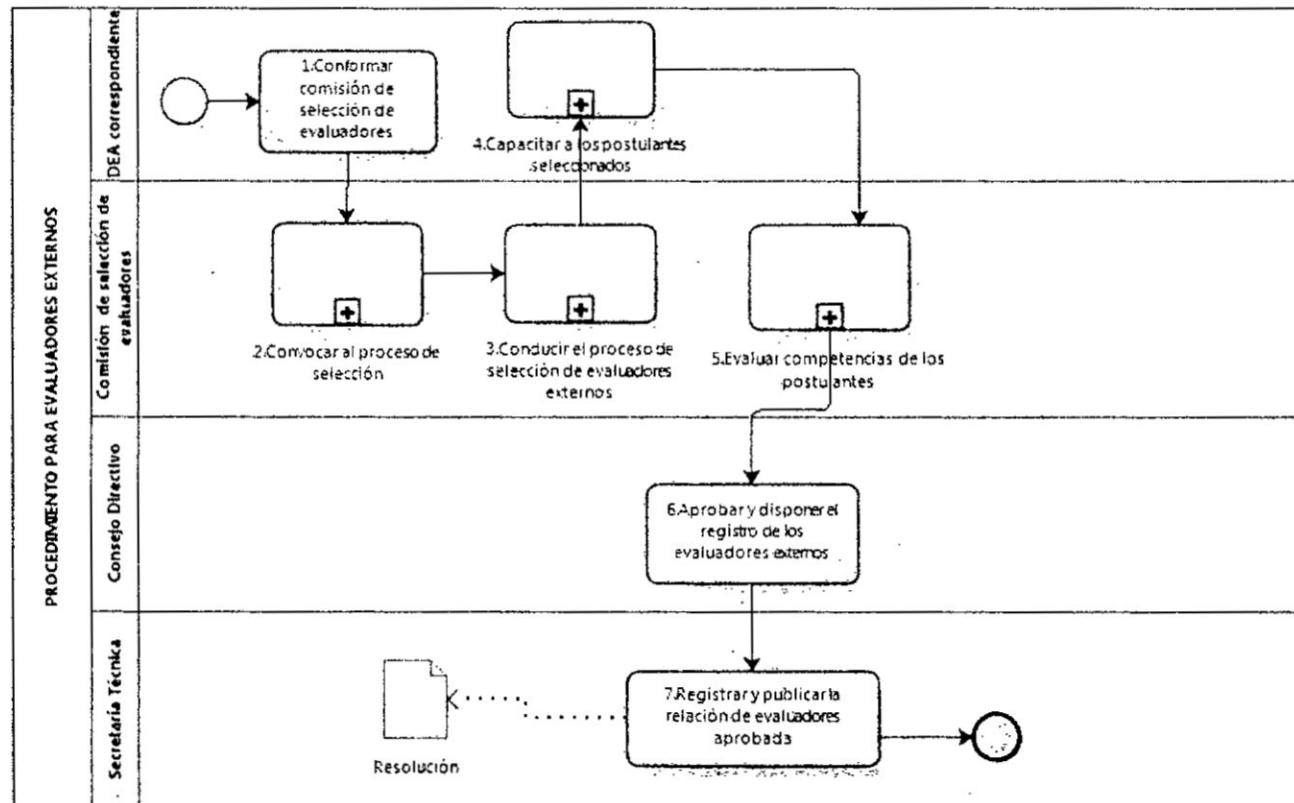 PROCEDIMIENTO PARA EVALUADORES EXTERNOS
DEA correspondiente
1.Conformar
comisión de
selección de
evaluadores
4.Capacitar a los postulantes
seleccionados
Comisión de selección de
evaluadores
2.Convocar al proceso de
selección
3.Conducir el proceso de
selección de evaluadores
externos
5.Evaluar competencias de los
postulantes
Consejo Directivo
6.Aprobar y disponer el
registro de los
evaluadores externos
Secretaría Técnica
Resolución
7.Registrar y publicar la
relación de evaluadores
aprobada